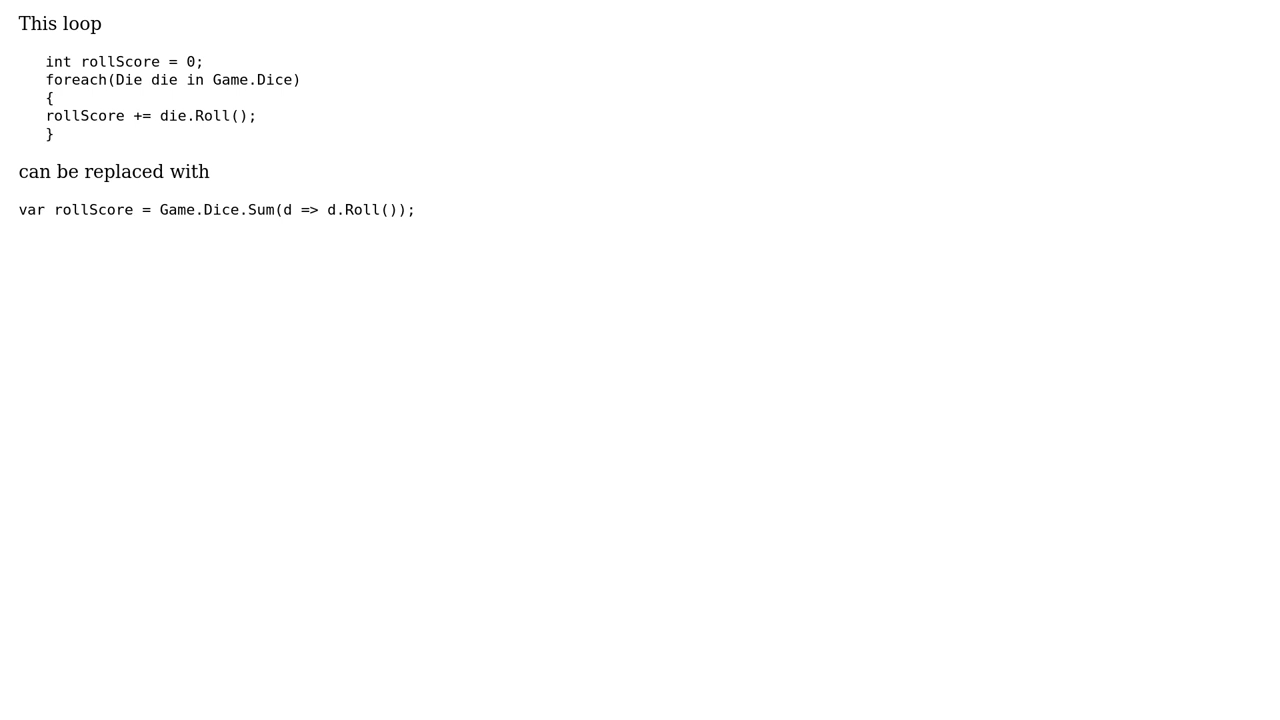 This loop
int rollScore = 0;
foreach(Die die in Game.Dice)
{
rollScore += die.Roll();
}
can be replaced with
var rollScore = Game.Dice.Sum(d => d.Roll());